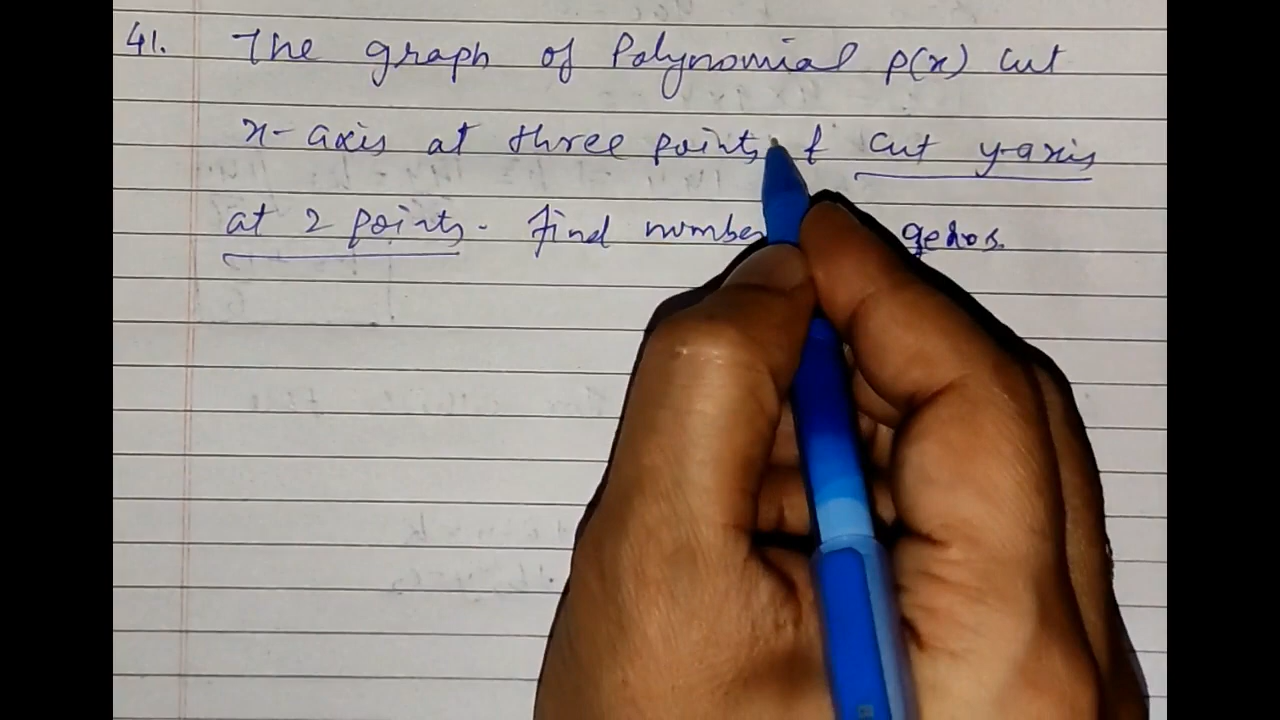 41. The graph of Polynomial p(x) cut
x-axis at three points & cut y-axis
at 2 points. Find number zeros.